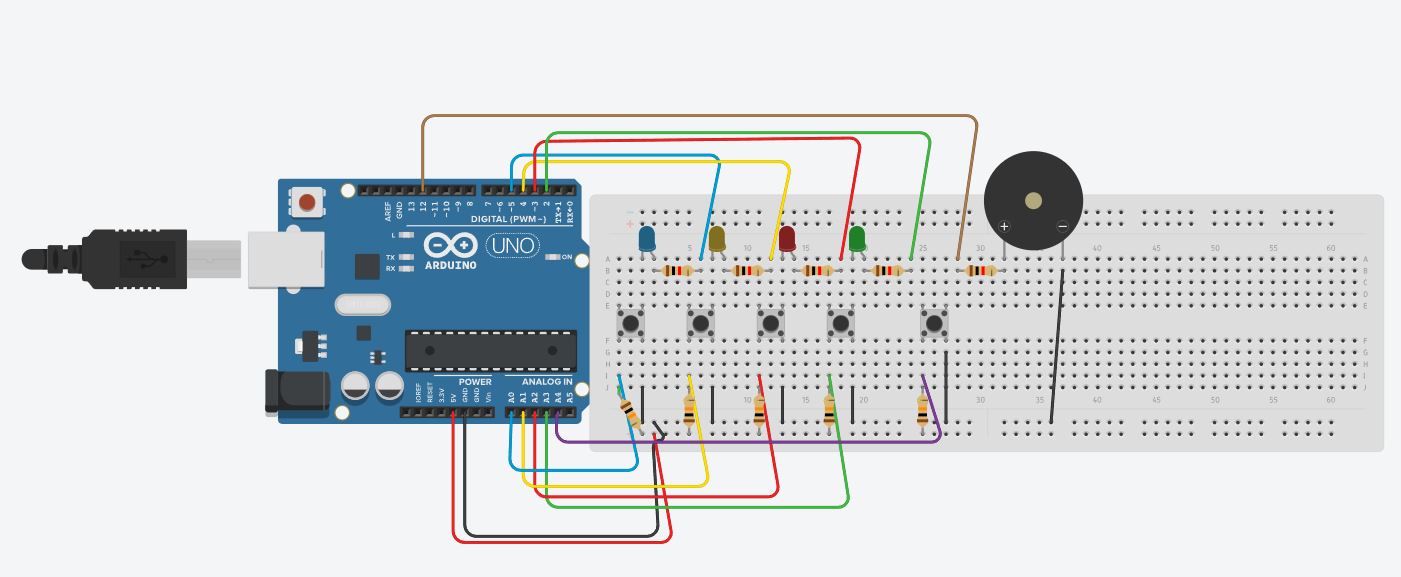 AREF
GND
13
12
~11
~10
~9
8
7
~6
~5
4
~3
2
TX→1
RX←0
DIGITAL (PWM~)
L
TX
RX
ARDUINO
UNO
ON
IOREF
RESET
3.3V
5V
GND
GND
Vin
POWER
ANALOG IN
A0
A1
A2
A3
A4
A5
+ −
− +
5 10 15 20 25 30 35 40 45 50 55 60
A A
B B
C C
D D
E E
F F
G G
H H
I I
J J
5 10 15 20 25 30 35 40 45 50 55 60